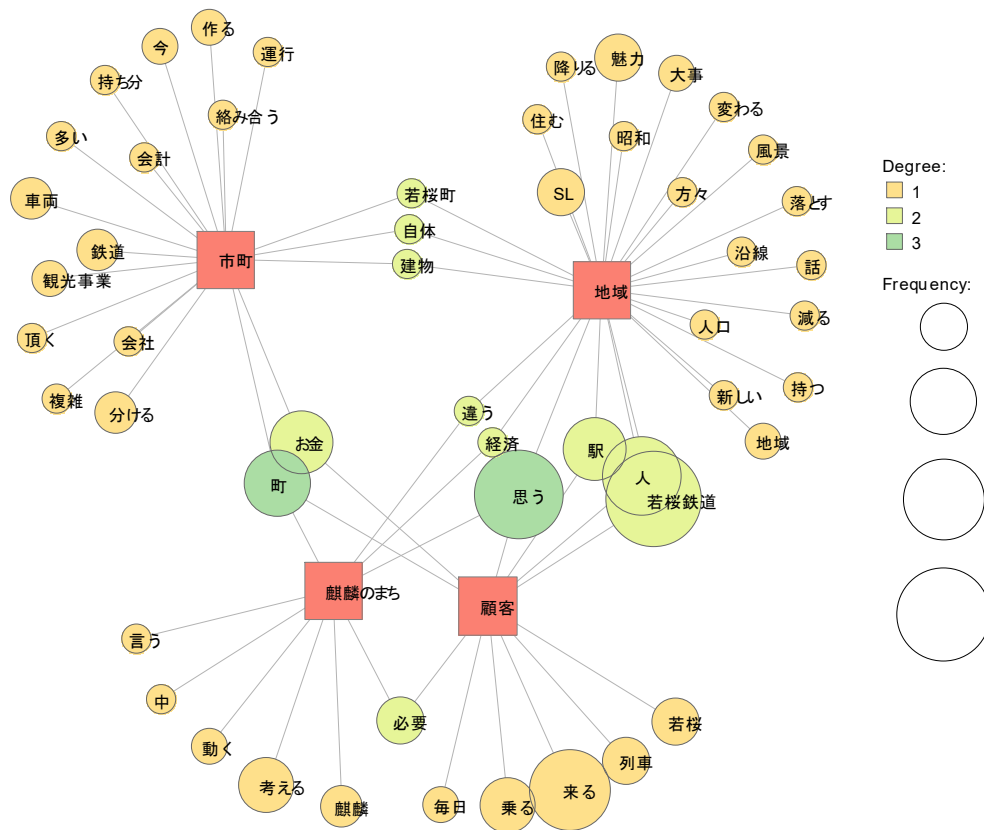 作る
今
運行
降りる
魅力
大事
持ち分
絡み合う
変わる
住む
昭和
多い
会計
風景
Degree:
1
2
3
車両
若桜町
SL
方々
落とす
自体
鉄道
市町
建物
沿線
話
観光事業
地域
Frequency:
頂く
会社
人口
減る
複雑
分ける
新しい
持つ
違う
お金
経済
駅
地域
町
思う
人
若桜鉄道
麒麟のまち
顧客
言う
中
必要
若桜
動く
列車
考える
来る
麒麟
毎日
乗る